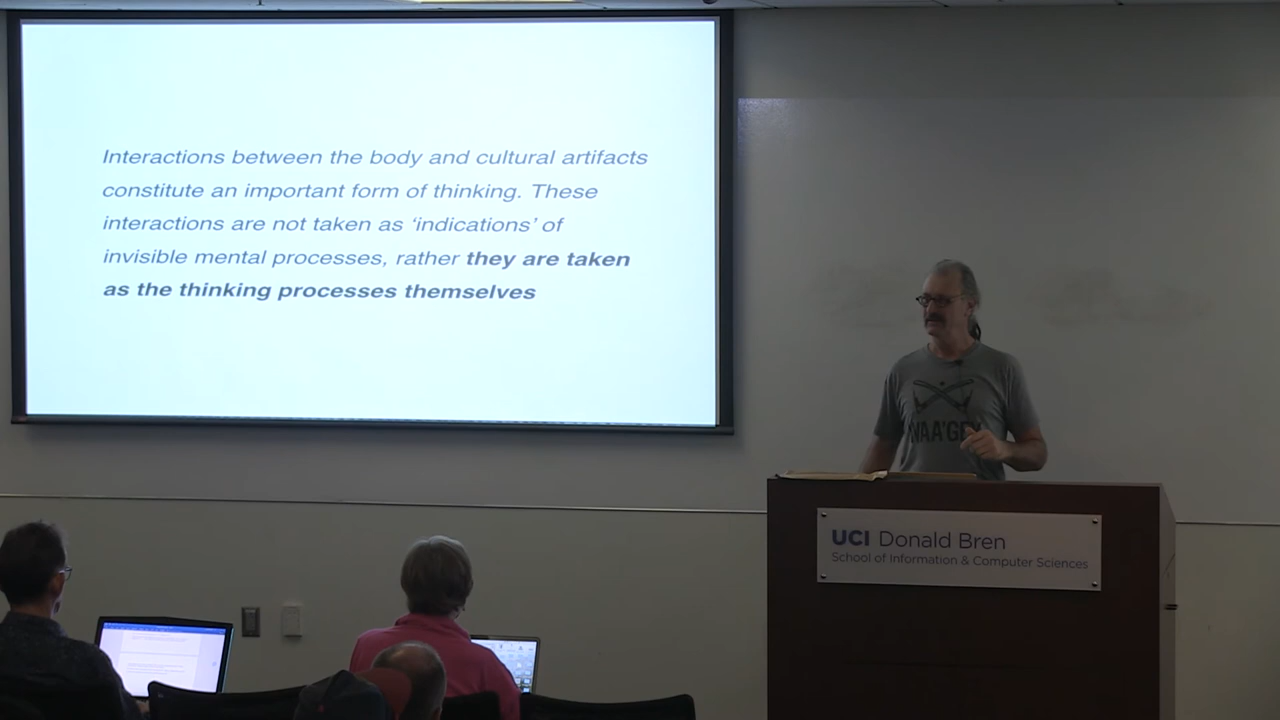 Interactions between the body and cultural artifacts
constitute an important form of thinking. These
interactions are not taken as ‘indications’ of
invisible mental processes, rather they are taken
as the thinking processes themselves
UCI Donald Bren
School of Information & Computer Sciences